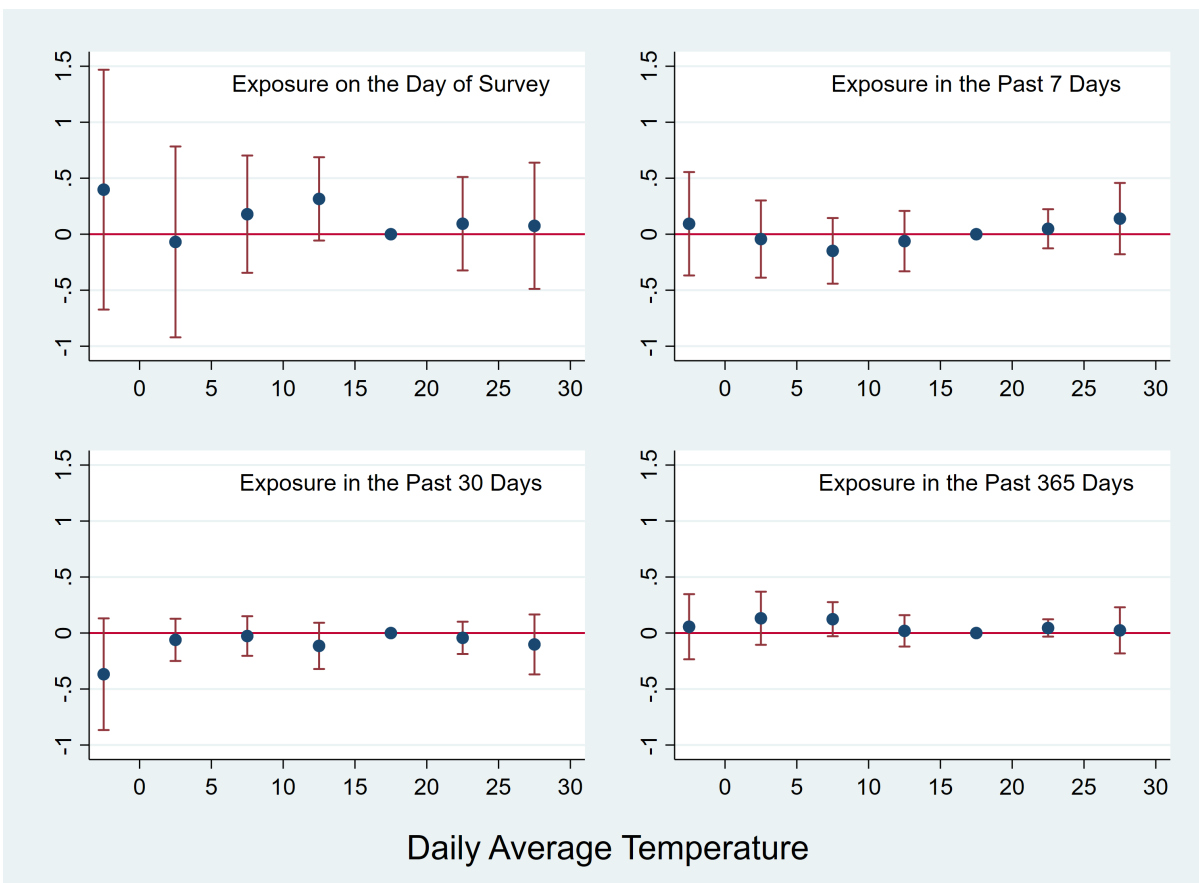 Exposure on the Day of Survey
1.5
1
.5
0
-.5
-1
0 5 10 15 20 25 30
Exposure in the Past 7 Days
1.5
1
.5
0
-.5
-1
0 5 10 15 20 25 30
Exposure in the Past 30 Days
1.5
1
.5
0
-.5
-1
0 5 10 15 20 25 30
Exposure in the Past 365 Days
1.5
1
.5
0
-.5
-1
0 5 10 15 20 25 30
Daily Average Temperature